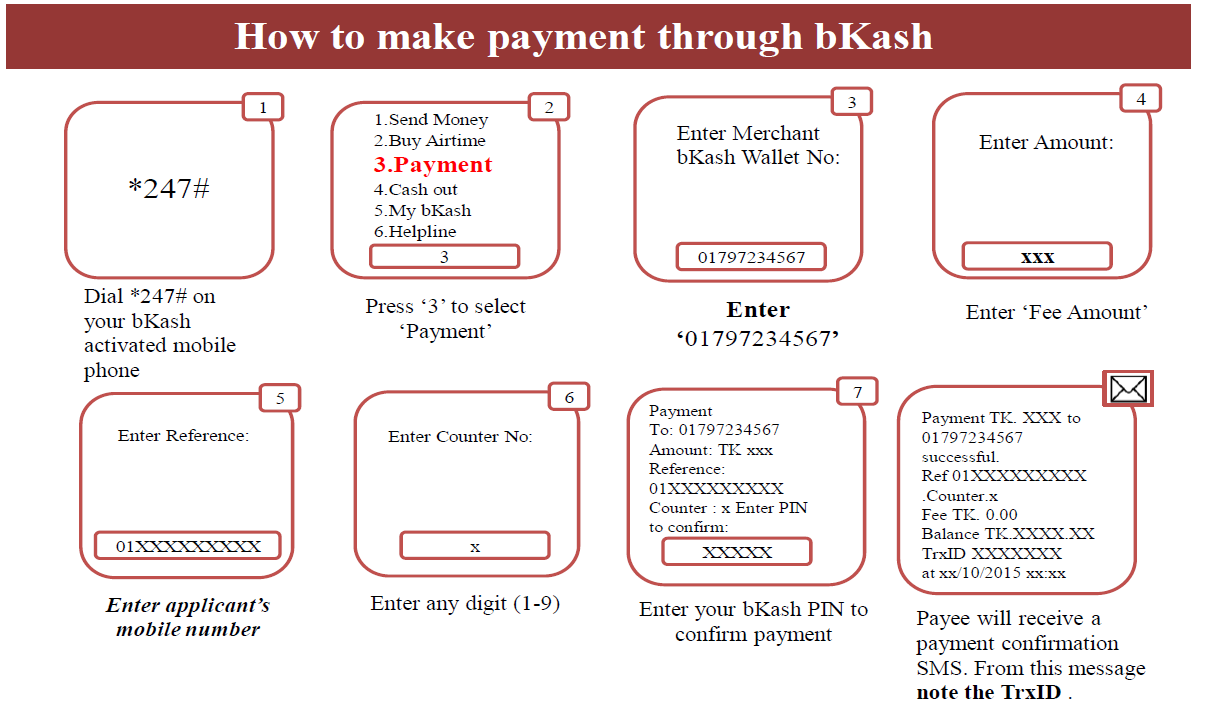 How to make payment through bKash
1
*247#
Dial *247# on
your bKash
activated mobile
phone
2
1.Send Money
2.Buy Airtime
3.Payment
4.Cash out
5.My bKash
6.Helpline
3
Press ‘3’ to select
‘Payment’
3
Enter Merchant
bKash Wallet No:
01797234567
Enter
‘01797234567’
4
Enter Amount:
xxx
Enter ‘Fee Amount’
5
Enter Reference:
01XXXXXXXXX
Enter applicant’s
mobile number
6
Enter Counter No:
x
Enter any digit (1-9)
7
Payment
To: 01797234567
Amount: TK xxx
Reference:
01XXXXXXXXX
Counter : x Enter PIN
to confirm:
XXXXX
Enter your bKash PIN to
confirm payment
Payment TK. XXX to
01797234567
successful.
Ref 01XXXXXXXXX
.Counter.x
Fee TK. 0.00
Balance TK.XXXX.XX
TrxID XXXXXXX
at xx/10/2015 xx:xx
Payee will receive a
payment confirmation
SMS. From this message
note the TrxID .